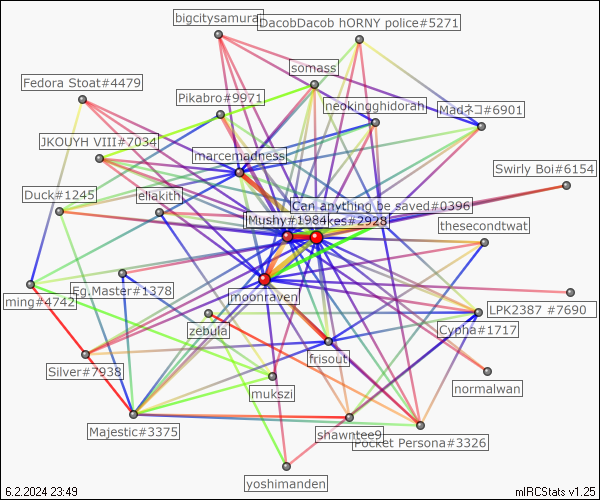 bigcitysamurai
DacobDacob hORNY police#5271
somass
Fedora Stoat#4479
Pikabro#9971
neokingghidorah
Madネコ#6901
JKOUYH VIII#7034
marcemadness
Swirly Boi#6154
Duck#1245
eliakith
Can anything be saved#0396
Mushy#1984
kes#2928
thesecondtwat
Eg.Master#1378
moonraven
ming#4742
LPK2387 #7690
zebula
Cypha#1717
frisout
Silver#7938
mukszi
normalwan
Majestic#3375
shawntee9
Pocket Persona#3326
yoshimanden
6.2.2024 23:49
mIRCStats v1.25